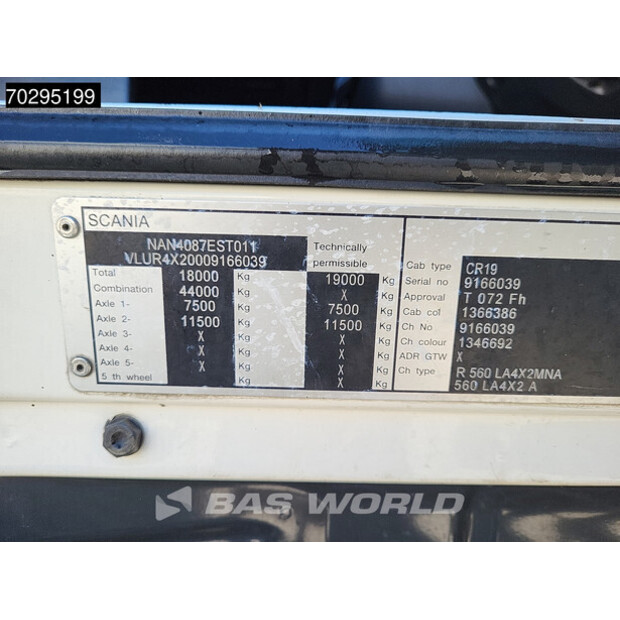 70295199
SCANIA
NAN4087EST011
VLUR4X20009166039
Technically permissible
Total 18000 Kg 19000 Kg
Combination 44000 Kg X Kg
Axle 1- 7500 Kg 7500 Kg
Axle 2- 11500 Kg 11500 Kg
Axle 3- X Kg X Kg
Axle 4- X Kg X Kg
Axle 5- X Kg X Kg
5 th wheel X Kg X Kg
Cab type CR19
Serial no 9166039
Approval T 072 Fh
Cab col 1366386
Ch No 9166039
Ch colour 1346692
ADR GTW X
Ch type R 560 LA4X2MNA
560 LA4X2 A
BAS WORLD